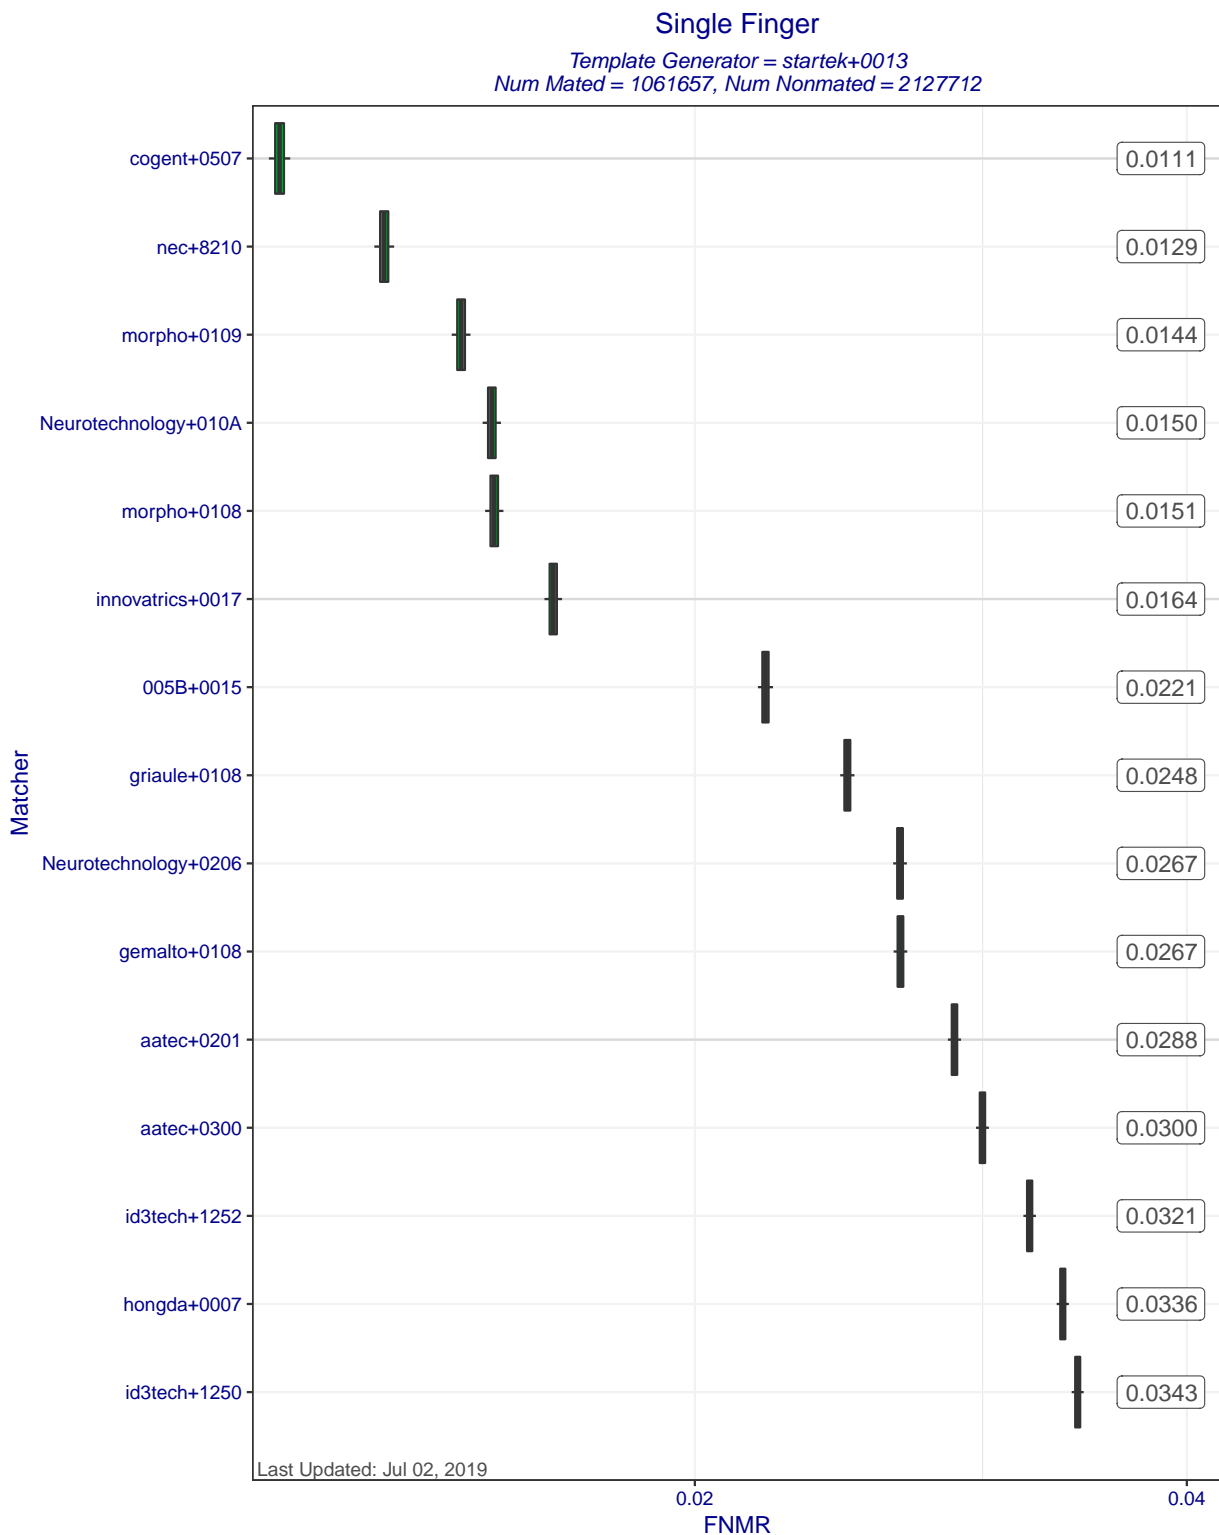 Single Finger
Template Generator = startek+0013
Num Mated = 1061657, Num Nonmated = 2127712
cogent+0507 0.0111
nec+8210 0.0129
morpho+0109 0.0144
Neurotechnology+010A 0.0150
morpho+0108 0.0151
innovatrics+0017 0.0164
005B+0015 0.0221
griaule+0108 0.0248
Neurotechnology+0206 0.0267
gemalto+0108 0.0267
aatec+0201 0.0288
aatec+0300 0.0300
id3tech+1252 0.0321
hongda+0007 0.0336
id3tech+1250 0.0343
Matcher
Last Updated: Jul 02, 2019
0.02 0.04
FNMR